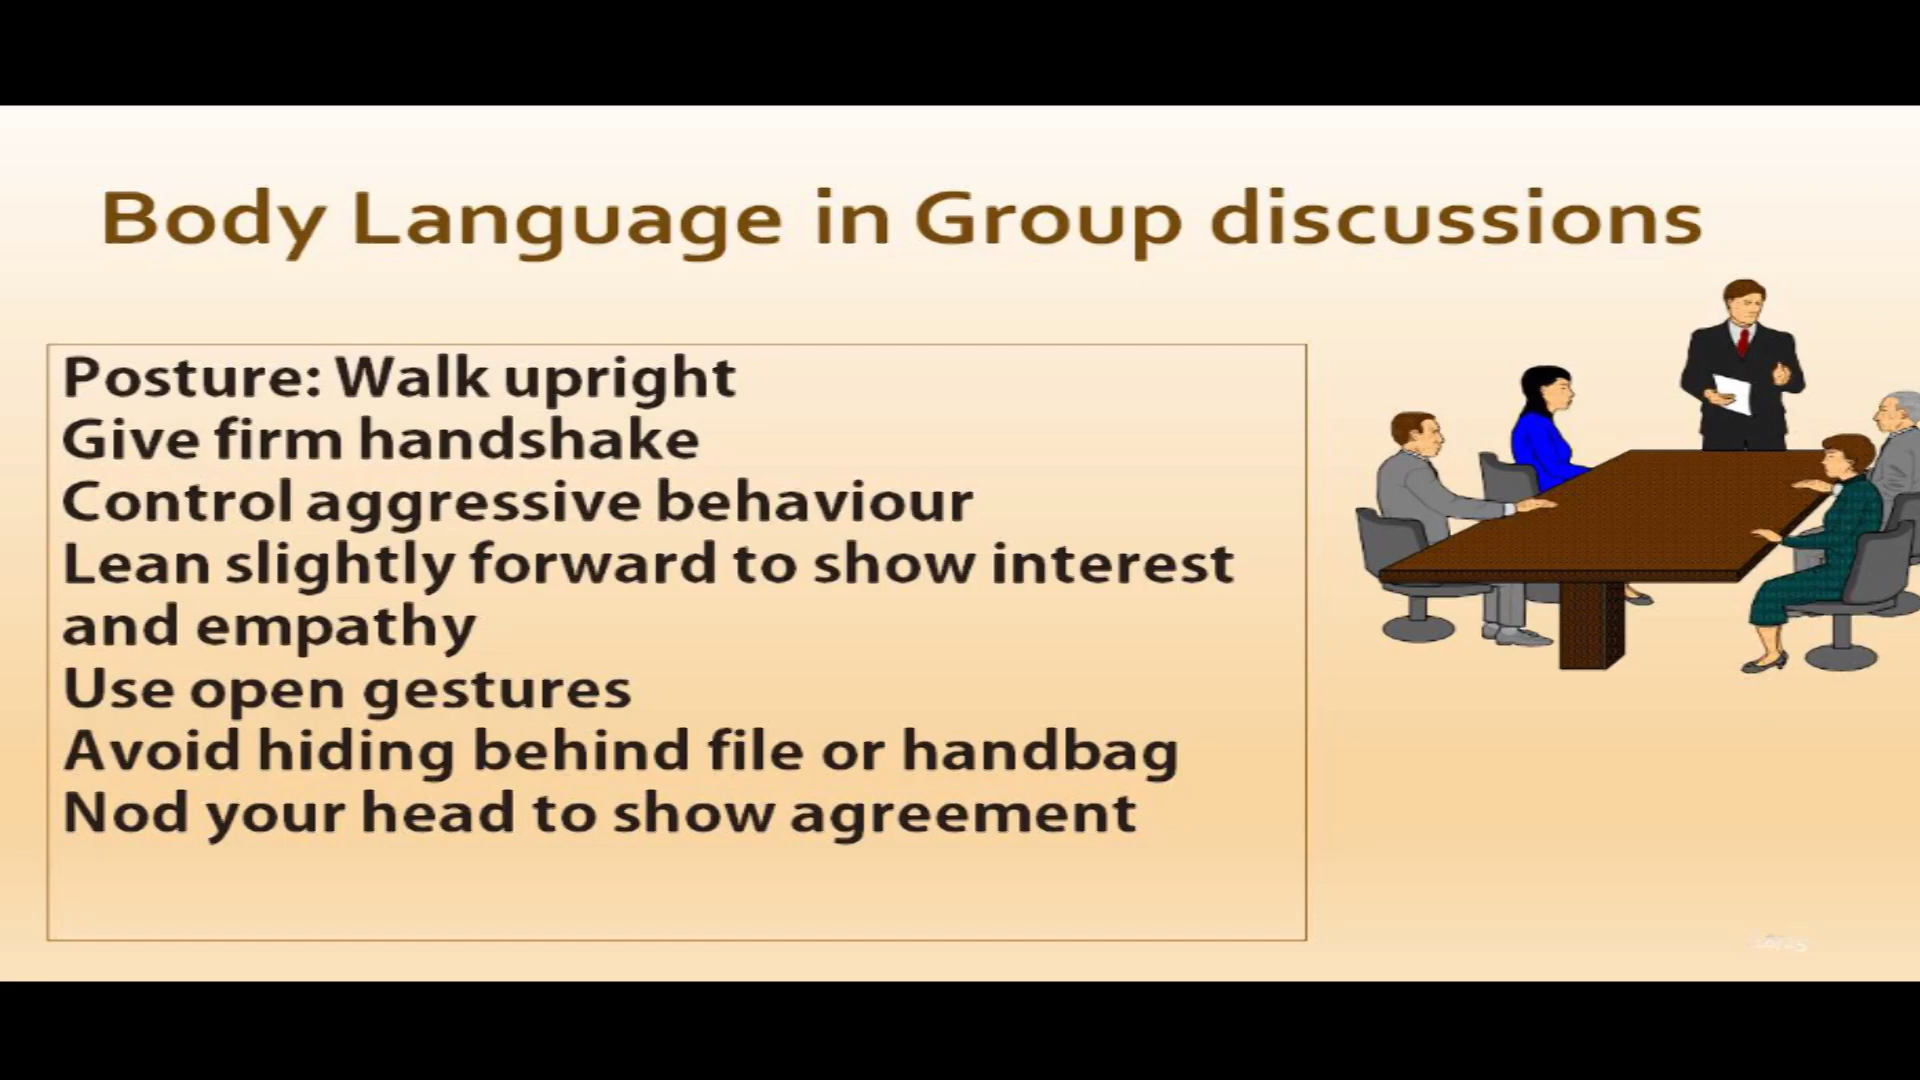 Body Language in Group discussions
Posture: Walk upright
Give firm handshake
Control aggressive behaviour
Lean slightly forward to show interest
and empathy
Use open gestures
Avoid hiding behind file or handbag
Nod your head to show agreement